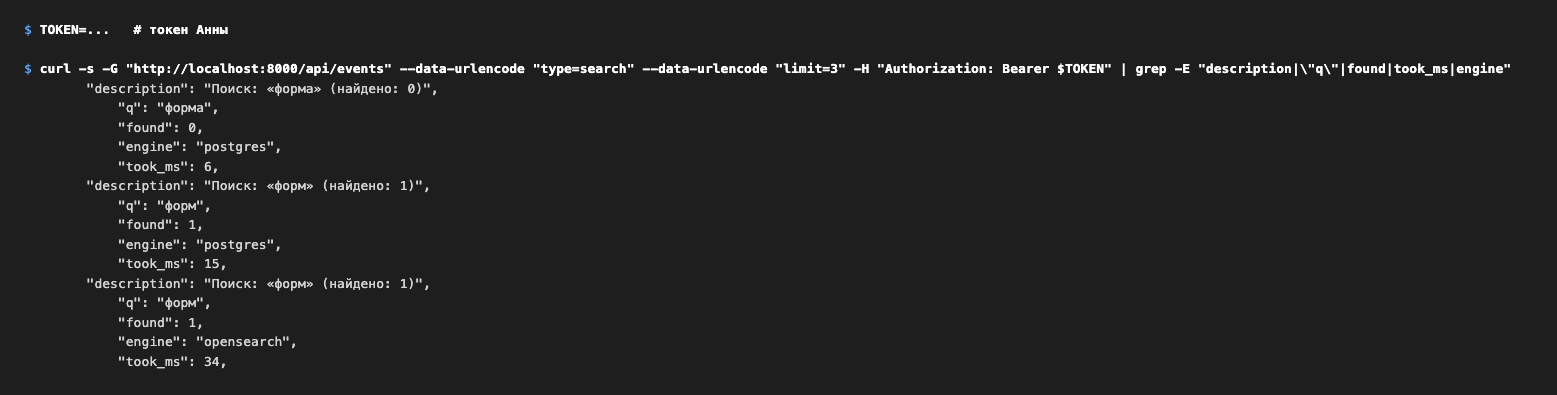 $ TOKEN=...   # токен Анны
$ curl -s -G "http://localhost:8000/api/events" --data-urlencode "type=search" --data-urlencode "limit=3" -H "Authorization: Bearer $TOKEN" | grep -E "description|\"q\"|found|took_ms|engine"
"description": "Поиск: «форма» (найдено: 0)",
"q": "форма",
"found": 0,
"engine": "postgres",
"took_ms": 6,
"description": "Поиск: «форм» (найдено: 1)",
"q": "форм",
"found": 1,
"engine": "postgres",
"took_ms": 15,
"description": "Поиск: «форм» (найдено: 1)",
"q": "форм",
"found": 1,
"engine": "opensearch",
"took_ms": 34,